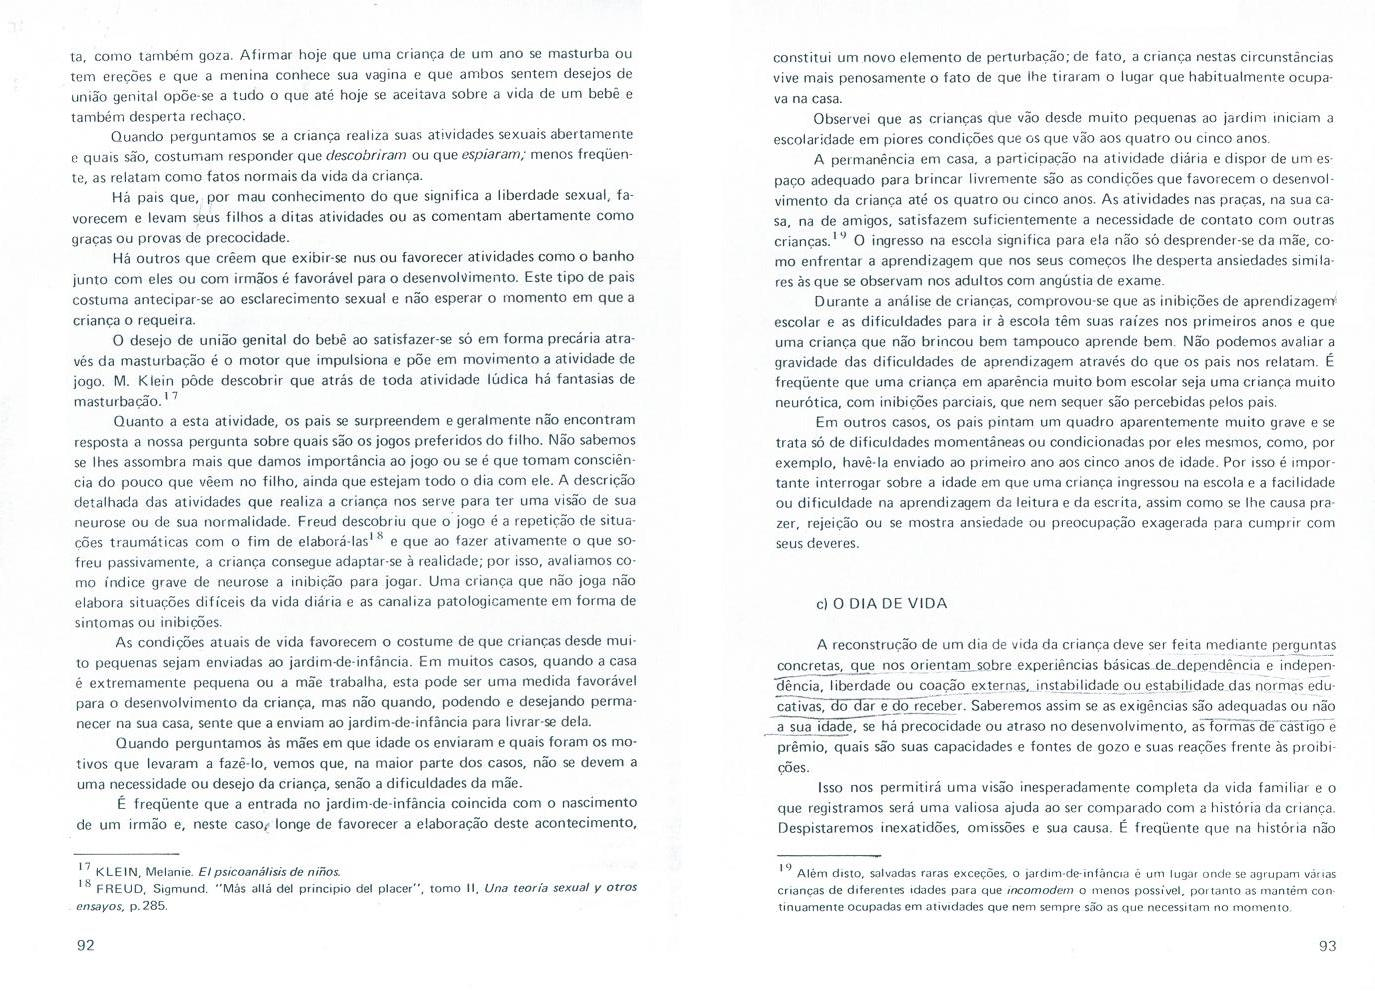 ta, como também goza. Afirmar hoje que uma criança de um ano se masturba ou
tem ereções e que a menina conhece sua vagina e que ambos sentem desejos de
união genital opõe-se a tudo o que até hoje se aceitava sobre a vida de um bebê e
também desperta rechaço.
Quando perguntamos se a criança realiza suas atividades sexuais abertamente
e quais são, costumam responder que descobriram ou que espiaram; menos freqüen-
te, as relatam como fatos normais da vida da criança.
Há pais que, por mau conhecimento do que significa a liberdade sexual, fa-
vorecem e levam seus filhos a ditas atividades ou as comentam abertamente como
graças ou provas de precocidade.
Há outros que crêem que exibir-se nus ou favorecer atividades como o banho
junto com eles ou com irmãos é favorável para o desenvolvimento. Este tipo de pais
costuma antecipar-se ao esclarecimento sexual e não esperar o momento em que a
criança o requeira.
O desejo de união genital do bebê ao satisfazer-se só em forma precária atra-
vés da masturbação é o motor que impulsiona e põe em movimento a atividade de
jogo. M. Klein pôde descobrir que atrás de toda atividade lúdica há fantasias de
masturbação.17
Quanto a esta atividade, os pais se surpreendem e geralmente não encontram
resposta a nossa pergunta sobre quais são os jogos preferidos do filho. Não sabemos
se lhes assombra mais que damos importância ao jogo ou se é que tomam consciên-
cia do pouco que vêem no filho, ainda que estejam todo o dia com ele. A descrição
detalhada das atividades que realiza a criança nos serve para ter uma visão de sua
neurose ou de sua normalidade. Freud descobriu que o jogo é a repetição de situa-
ções traumáticas com o fim de elaborá-las18 e que ao fazer ativamente o que so-
freu passivamente, a criança consegue adaptar-se à realidade; por isso, avaliamos co-
mo índice grave de neurose a inibição para jogar. Uma criança que não joga não
elabora situações difíceis da vida diária e as canaliza patologicamente em forma de
sintomas ou inibições.
As condições atuais de vida favorecem o costume de que crianças desde mui-
to pequenas sejam enviadas ao jardim-de-infância. Em muitos casos, quando a casa
é extremamente pequena ou a mãe trabalha, esta pode ser uma medida favorável
para o desenvolvimento da criança, mas não quando, podendo e desejando perma-
necer na sua casa, sente que a enviam ao jardim-de-infância para livrar-se dela.
Quando perguntamos às mães em que idade os enviaram e quais foram os mo-
tivos que levaram a fazê-lo, vemos que, na maior parte dos casos, não se devem a
uma necessidade ou desejo da criança, senão a dificuldades da mãe.
É freqüente que a entrada no jardim-de-infância coincida com o nascimento
de um irmão e, neste caso, longe de favorecer a elaboração deste acontecimento,
17 KLEIN, Melanie. El psicoanálisis de niños.
18 FREUD, Sigmund. "Más allá del principio del placer", tomo II, Una teoría sexual y otros
ensayos, p. 285.
92
constitui um novo elemento de perturbação; de fato, a criança nestas circunstâncias
vive mais penosamente o fato de que lhe tiraram o lugar que habitualmente ocupa-
va na casa.
Observei que as crianças que vão desde muito pequenas ao jardim iniciam a
escolaridade em piores condições que os que vão aos quatro ou cinco anos.
A permanência em casa, a participação na atividade diária e dispor de um es-
paço adequado para brincar livremente são as condições que favorecem o desenvol-
vimento da criança até os quatro ou cinco anos. As atividades nas praças, na sua ca-
sa, na de amigos, satisfazem suficientemente a necessidade de contato com outras
crianças.19 O ingresso na escola significa para ela não só desprender-se da mãe, co-
mo enfrentar a aprendizagem que nos seus começos lhe desperta ansiedades simila-
res às que se observam nos adultos com angústia de exame.
Durante a análise de crianças, comprovou-se que as inibições de aprendizagem
escolar e as dificuldades para ir à escola têm suas raízes nos primeiros anos e que
uma criança que não brincou bem tampouco aprende bem. Não podemos avaliar a
gravidade das dificuldades de aprendizagem através do que os pais nos relatam. É
freqüente que uma criança em aparência muito bom escolar seja uma criança muito
neurótica, com inibições parciais, que nem sequer são percebidas pelos pais.
Em outros casos, os pais pintam um quadro aparentemente muito grave e se
trata só de dificuldades momentâneas ou condicionadas por eles mesmos, como, por
exemplo, havê-la enviado ao primeiro ano aos cinco anos de idade. Por isso é impor-
tante interrogar sobre a idade em que uma criança ingressou na escola e a facilidade
ou dificuldade na aprendizagem da leitura e da escrita, assim como se lhe causa pra-
zer, rejeição ou se mostra ansiedade ou preocupação exagerada para cumprir com
seus deveres.
c) O DIA DE VIDA
A reconstrução de um dia de vida da criança deve ser feita mediante perguntas
concretas, que nos orientam sobre experiências básicas de dependência e indepen-
dência, liberdade ou coação externas, instabilidade ou estabilidade das normas edu-
cativas, do dar e do receber. Saberemos assim se as exigências são adequadas ou não
a sua idade, se há precocidade ou atraso no desenvolvimento, as formas de castigo e
prêmio, quais são suas capacidades e fontes de gozo e suas reações frente às proibi-
ções.
Isso nos permitirá uma visão inesperadamente completa da vida familiar e o
que registramos será uma valiosa ajuda ao ser comparado com a história da criança.
Despistaremos inexatidões, omissões e sua causa. É freqüente que na história não
19 Além disto, salvadas raras exceções, o jardim-de-infância é um lugar onde se agrupam várias
crianças de diferentes idades para que incomodem o menos possível, portanto as mantêm con-
tinuamente ocupadas em atividades que nem sempre são as que necessitam no momento.
93